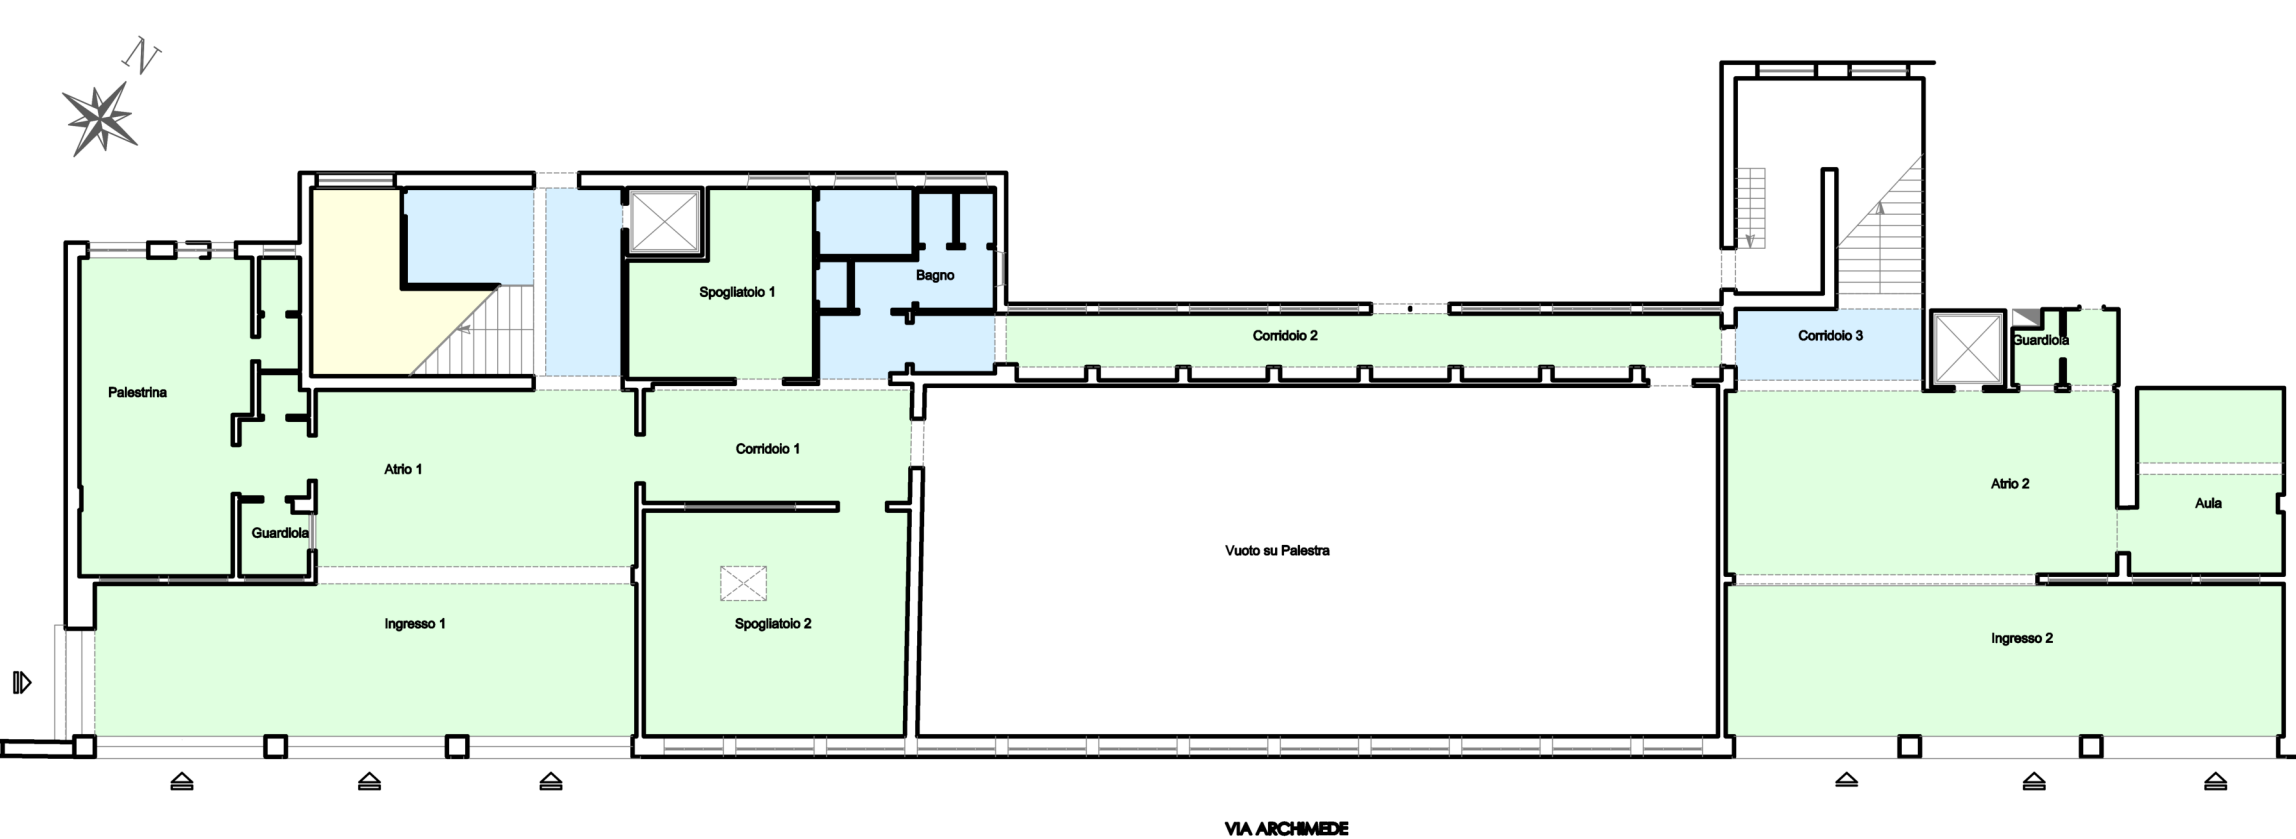 N
Bagno
Spogliatoio 1
Corridoio 2
Corridoio 3
Guardiola
Palestrina
Corridoio 1
Atrio 1
Atrio 2
Aula
Guardiola
Vuoto su Palestra
Ingresso 1
Spogliatoio 2
Ingresso 2
VIA ARCHIMEDE